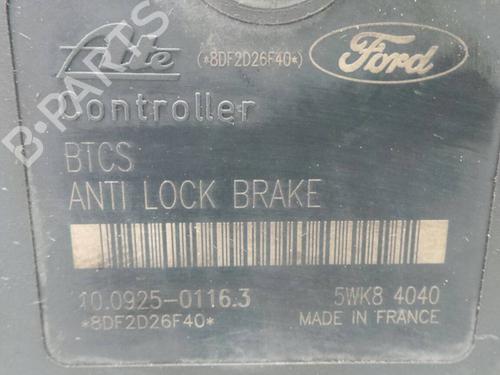 Ate (*8DF2D26F40*) Ford
Controller
BTCS
ANTI LOCK BRAKE
10.0925-0116.3 5WK8 4040
*8DF2D26F40* MADE IN FRANCE
B-PARTS